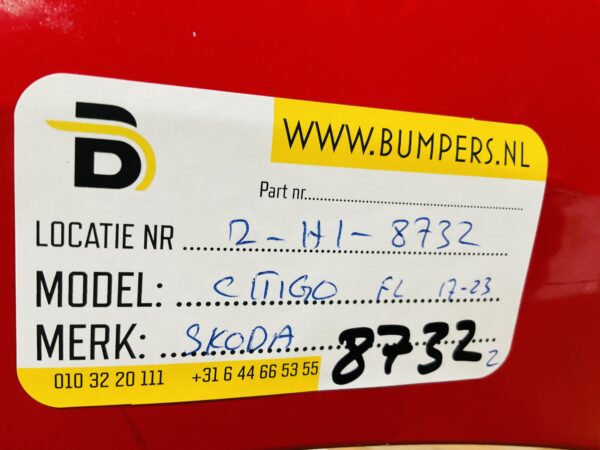 B
WWW.BUMPERS.NL
Part nr.
LOCATIE NR 2-H1-8732
MODEL: CITIGO FL 17-23
MERK: SKODA 8732 2
010 32 20 111 +31 6 44 66 53 55